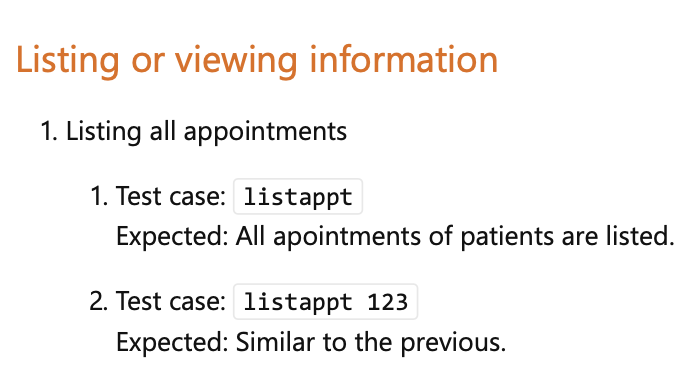 Listing or viewing information
1. Listing all appointments
1. Test case: listappt
Expected: All apointments of patients are listed.
2. Test case: listappt 123
Expected: Similar to the previous.